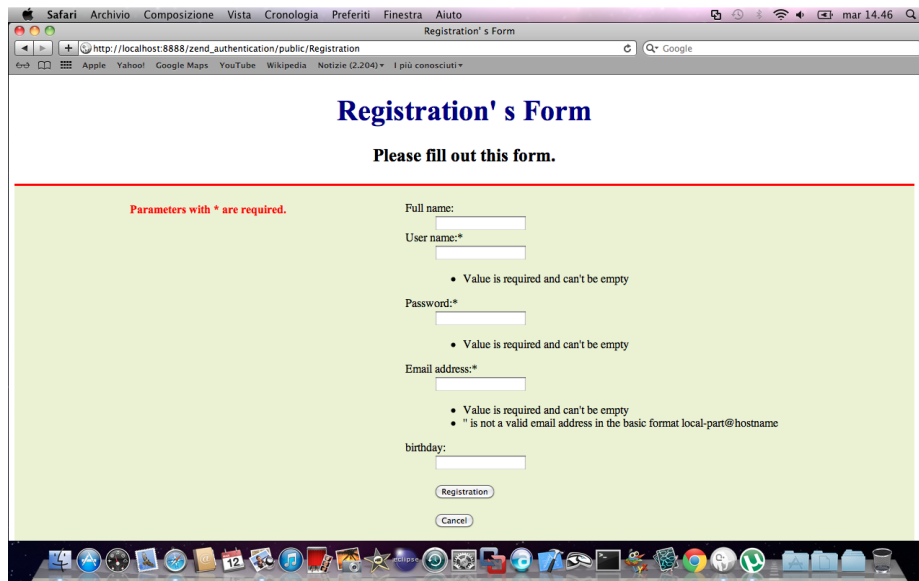 Safari Archivio Composizione Vista Cronologia Preferiti Finestra Aiuto mar 14.46
Registration' s Form
http://localhost:8888/zend_authentication/public/Registration
Google
Apple Yahoo! Google Maps YouTube Wikipedia Notizie (2.204) I più conosciuti
Registration' s Form
Please fill out this form.
Parameters with * are required.
Full name:
User name:*
• Value is required and can't be empty
Password:*
• Value is required and can't be empty
Email address:*
• Value is required and can't be empty
• '' is not a valid email address in the basic format local-part@hostname
birthday:
Registration
Cancel
12
eclipse